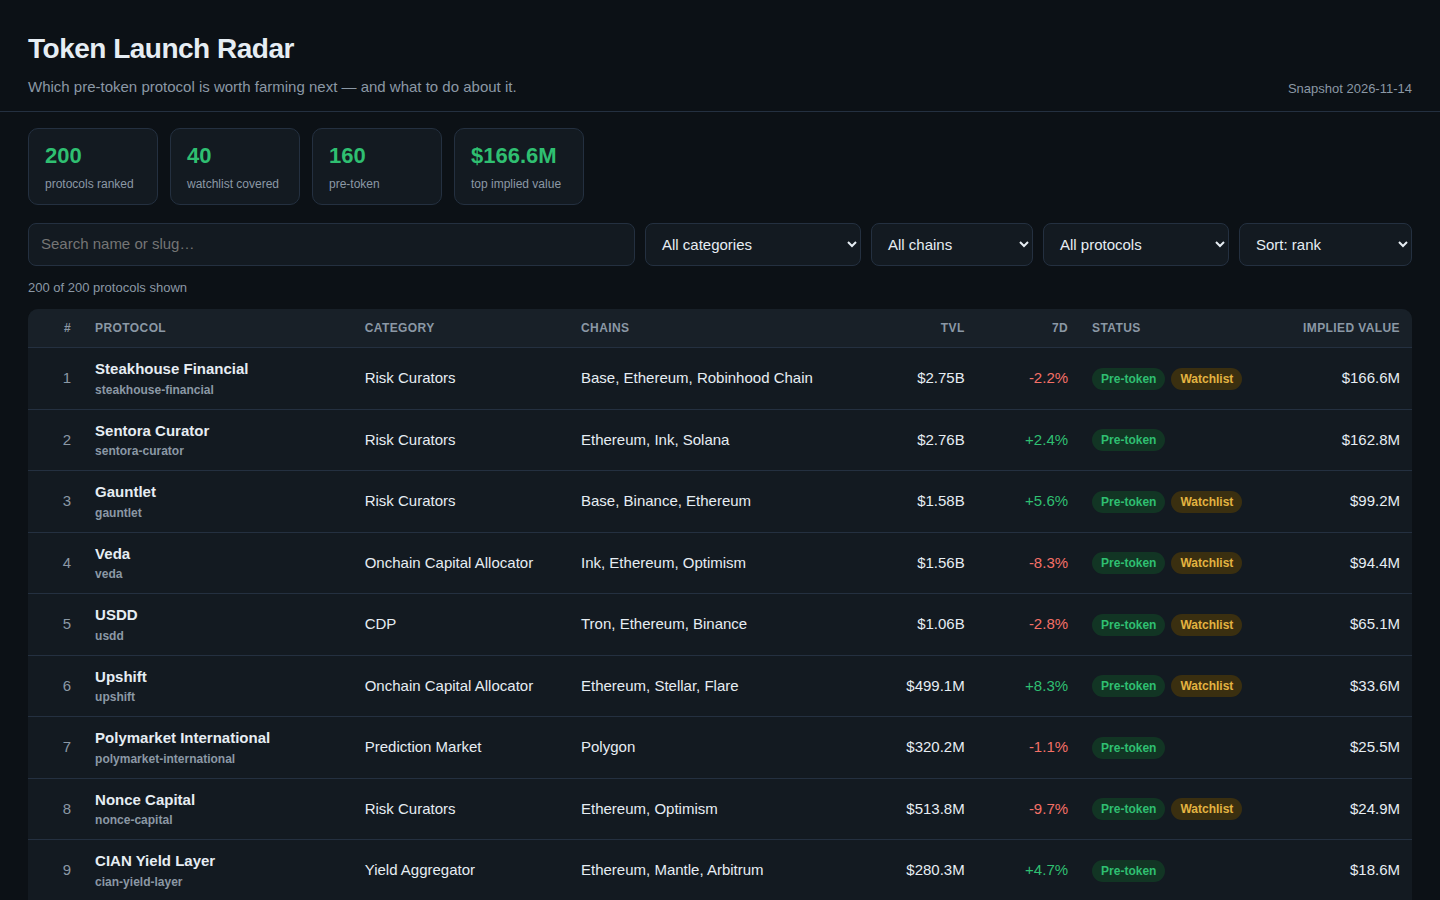 Token Launch Radar
Which pre-token protocol is worth farming next — and what to do about it.
Snapshot 2026-11-14
200
protocols ranked
40
watchlist covered
160
pre-token
$166.6M
top implied value
Search name or slug…
All categories
All chains
All protocols
Sort: rank
200 of 200 protocols shown
# PROTOCOL CATEGORY CHAINS TVL 7D STATUS IMPLIED VALUE
1 Steakhouse Financial Risk Curators Base, Ethereum, Robinhood Chain $2.75B -2.2% Pre-token Watchlist $166.6M
steakhouse-financial
2 Sentora Curator Risk Curators Ethereum, Ink, Solana $2.76B +2.4% Pre-token $162.8M
sentora-curator
3 Gauntlet Risk Curators Base, Binance, Ethereum $1.58B +5.6% Pre-token Watchlist $99.2M
gauntlet
4 Veda Onchain Capital Allocator Ink, Ethereum, Optimism $1.56B -8.3% Pre-token Watchlist $94.4M
veda
5 USDD CDP Tron, Ethereum, Binance $1.06B -2.8% Pre-token Watchlist $65.1M
usdd
6 Upshift Onchain Capital Allocator Ethereum, Stellar, Flare $499.1M +8.3% Pre-token Watchlist $33.6M
upshift
7 Polymarket International Prediction Market Polygon $320.2M -1.1% Pre-token $25.5M
polymarket-international
8 Nonce Capital Risk Curators Ethereum, Optimism $513.8M -9.7% Pre-token Watchlist $24.9M
nonce-capital
9 CIAN Yield Layer Yield Aggregator Ethereum, Mantle, Arbitrum $280.3M +4.7% Pre-token $18.6M
cian-yield-layer